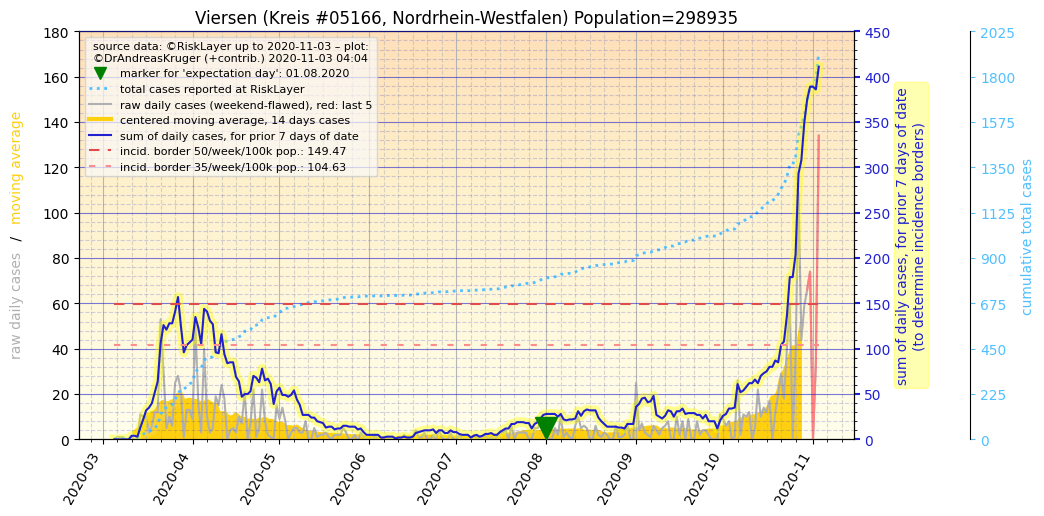 Viersen (Kreis #05166, Nordrhein-Westfalen) Population=298935
source data: ©RiskLayer up to 2020-11-03 – plot:
©DrAndreasKruger (+contrib.) 2020-11-03 04:04
marker for 'expectation day': 01.08.2020
total cases reported at RiskLayer
raw daily cases (weekend-flawed), red: last 5
centered moving average, 14 days cases
sum of daily cases, for prior 7 days of date
incid. border 50/week/100k pop.: 149.47
incid. border 35/week/100k pop.: 104.63
raw daily cases / moving average
180
160
140
120
100
80
60
40
20
0
2020-03
2020-04
2020-05
2020-06
2020-07
2020-08
2020-09
2020-10
2020-11
450
400
350
300
250
200
150
100
50
0
sum of daily cases, for prior 7 days of date
(to determine incidence borders)
2025
1800
1575
1350
1125
900
675
450
225
0
cumulative total cases